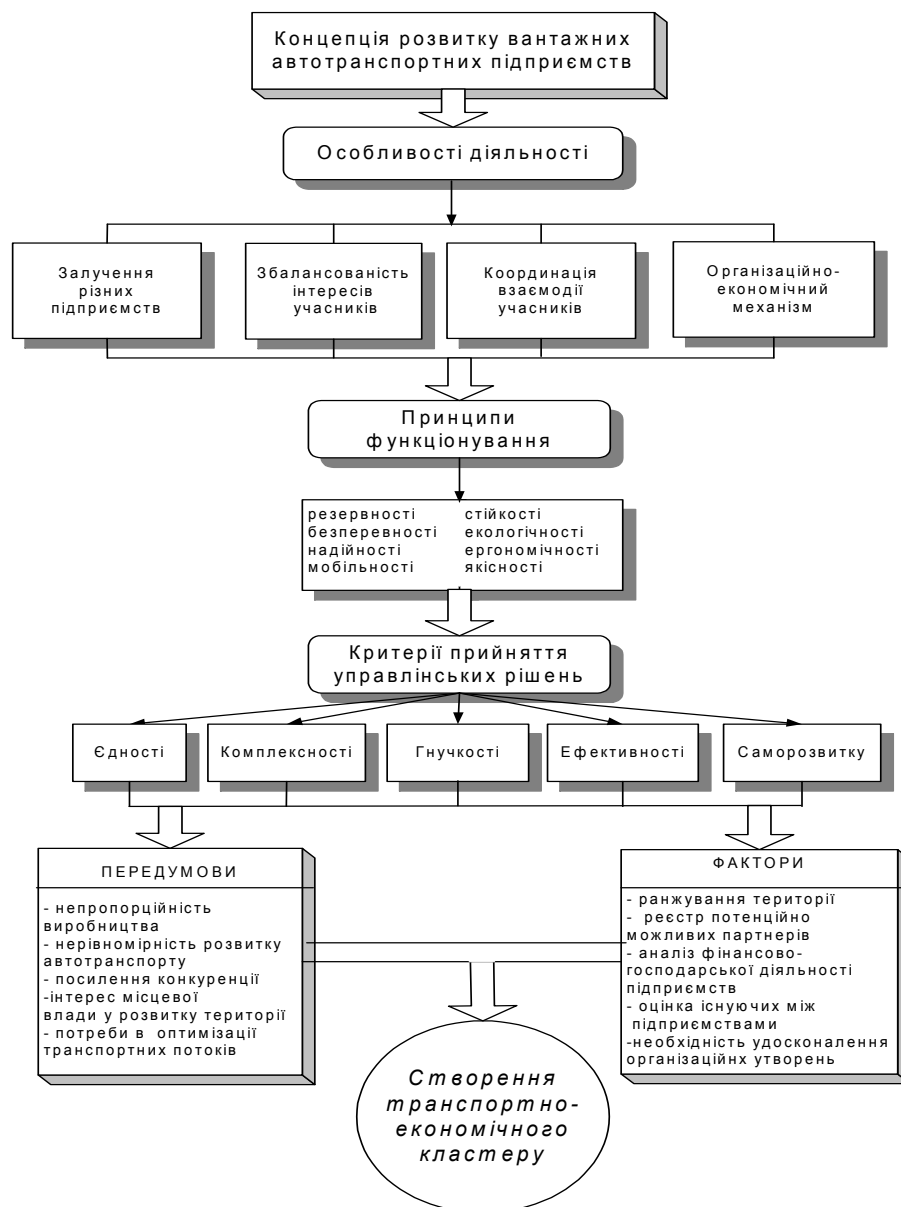 Концепція розвитку вантажних
автотранспортних підприємств
Особливості діяльності
Залучення
різних
підприємств
Збалансованість
інтересів
учасників
Координація
взаємодії
учасників
Організаційно-
економічний
механізм
Принципи
функціонування
резервності
безперевності
надійності
мобільності
стійкості
екологічності
ергономічності
якісності
Критерії прийняття
управлінських рішень
Єдності
Комплексності
Гнучкості
Ефективності
Саморозвитку
ПЕРЕДУМОВИ
- непропорційність
виробництва
- нерівномірність розвитку
автотранспорту
- посилення конкуренції
-інтерес місцевої
влади у розвитку території
- потреби в оптимізації
транспортних потоків
ФАКТОРИ
- ранжування території
- реєстр потенційно
можливих партнерів
- аналіз фінансово-
господарської діяльності
підприємств
- оцінка існуючих між
підприємствами
-необхідність удосконалення
організаційнх утворень
Створення
транспортно-
економічного
кластеру